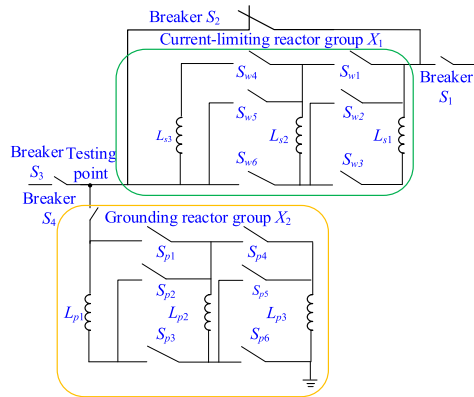 Breaker S2
Current-limiting reactor group X1
Sw4
Sw1
Breaker
S1
Sw5
Sw2
Ls3
Ls2
Ls1
Sw6
Sw3
Breaker
S3
Testing
point
Breaker
S4
Grounding reactor group X2
Sp1
Sp4
Sp2
Sp5
Lp1
Lp2
Lp3
Sp3
Sp6